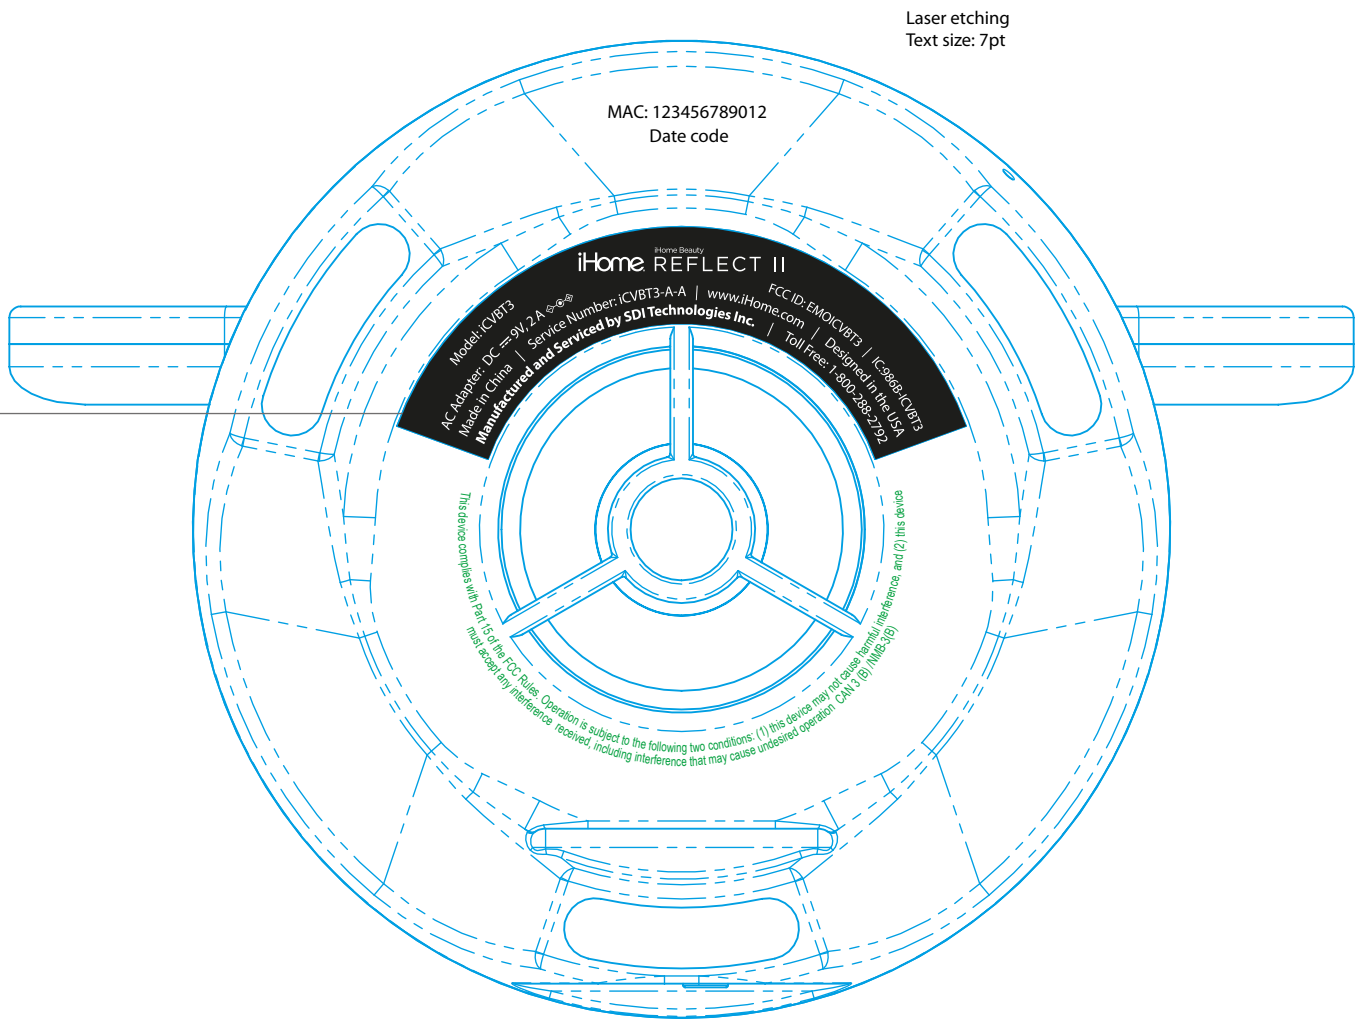 Laser etching
Text size: 7pt
MAC: 123456789012
Date code
iHome Beauty
iHome REFLECT II
Model: iCVBT3
FCC ID: EMOICVBT3 | IC:986B-ICVBT3
AC Adapter: DC ⎓ 9V, 2 A
www.iHome.com | Designed in the USA
Made in China | Service Number: iCVBT3-A-A |
Manufactured and Serviced by SDI Technologies Inc. | Toll Free: 1-800-288-2792
This device complies with Part 15 of the FCC Rules. Operation is subject to the following two conditions: (1) this device may not cause harmful interference, and (2) this device
must accept any interference received, including interference that may cause undesired operation CAN 3 (B) /NMB-3(B)